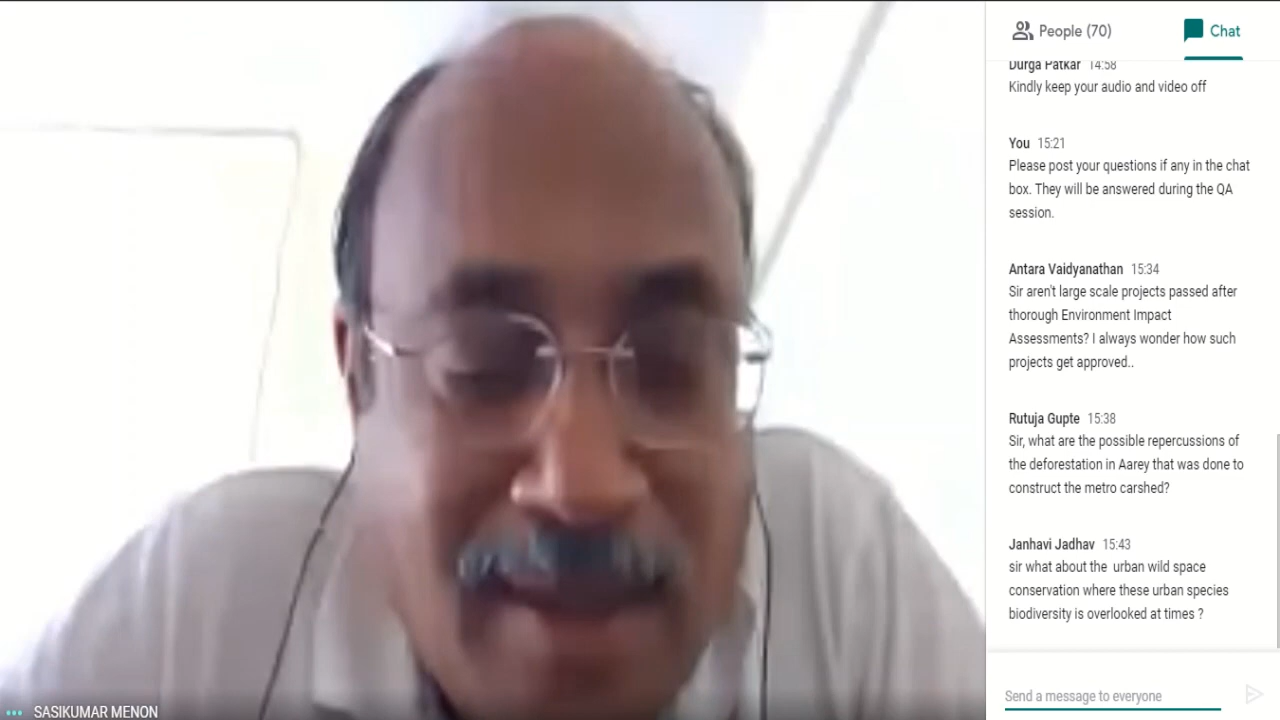 People (70)
Chat
Durga Patkar 14:58
Kindly keep your audio and video off
You 15:21
Please post your questions if any in the chat
box. They will be answered during the QA
session.
Antara Vaidyanathan 15:34
Sir aren't large scale projects passed after
thorough Environment Impact
Assessments? I always wonder how such
projects get approved..
Rutuja Gupte 15:38
Sir, what are the possible repercussions of
the deforestation in Aarey that was done to
construct the metro carshed?
Janhavi Jadhav 15:43
sir what about the urban wild space
conservation where these urban species
biodiversity is overlooked at times ?
Send a message to everyone
SASIKUMAR MENON